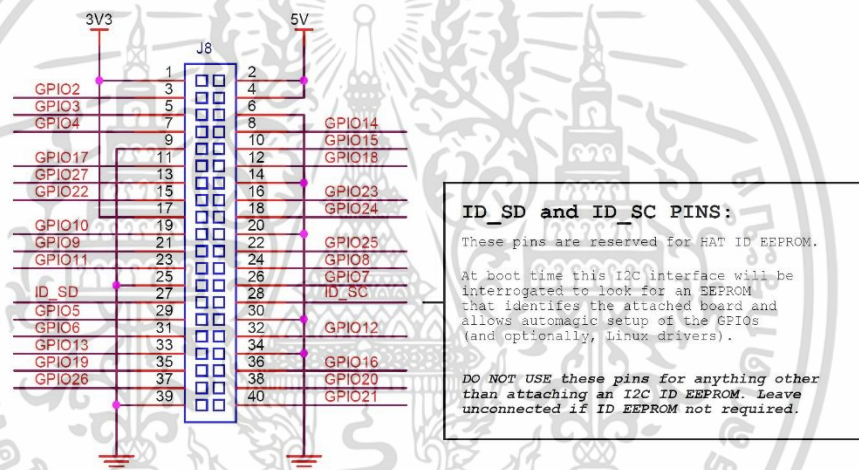 3V3 5V
J8
1 2
GPIO2 3 4
GPIO3 5 6
GPIO4 7 8 GPIO14
9 10 GPIO15
GPIO17 11 12 GPIO18
GPIO27 13 14
GPIO22 15 16 GPIO23
17 18 GPIO24
GPIO10 19 20
GPIO9 21 22 GPIO25
GPIO11 23 24 GPIO8
25 26 GPIO7
ID_SD 27 28 ID_SC
GPIO5 29 30
GPIO6 31 32 GPIO12
GPIO13 33 34
GPIO19 35 36 GPIO16
GPIO26 37 38 GPIO20
39 40 GPIO21
ID_SD and ID_SC PINS:
These pins are reserved for HAT ID EEPROM.
At boot time this I2C interface will be
interrogated to look for an EEPROM
that identifes the attached board and
allows automagic setup of the GPIOs
(and optionally, Linux drivers).
DO NOT USE these pins for anything other
than attaching an I2C ID EEPROM. Leave
unconnected if ID EEPROM not required.